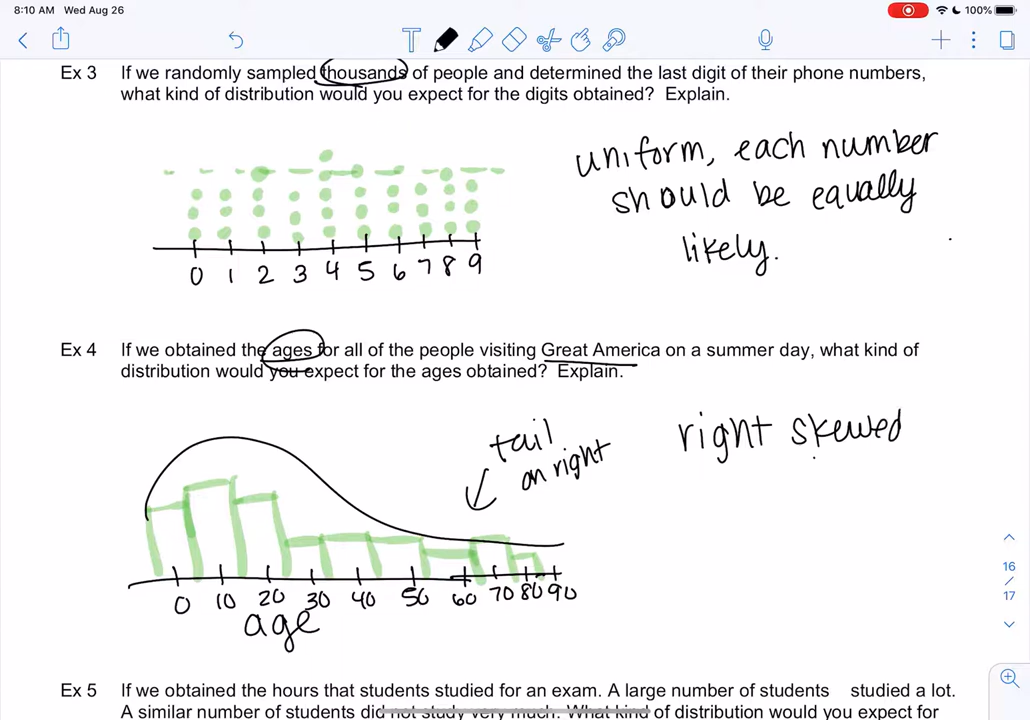 8:10 AM Wed Aug 26
100%
Ex 3 If we randomly sampled thousands of people and determined the last digit of their phone numbers,
what kind of distribution would you expect for the digits obtained? Explain.
uniform, each number
should be equally
likely.
0 1 2 3 4 5 6 7 8 9
Ex 4 If we obtained the ages for all of the people visiting Great America on a summer day, what kind of
distribution would you expect for the ages obtained? Explain.
tail
on right
right skewed
0 10 20 30 40 50 60 70 80 90
age
16
/
17
Ex 5 If we obtained the hours that students studied for an exam. A large number of students studied a lot.
A similar number of students did not study very much. What kind of distribution would you expect for